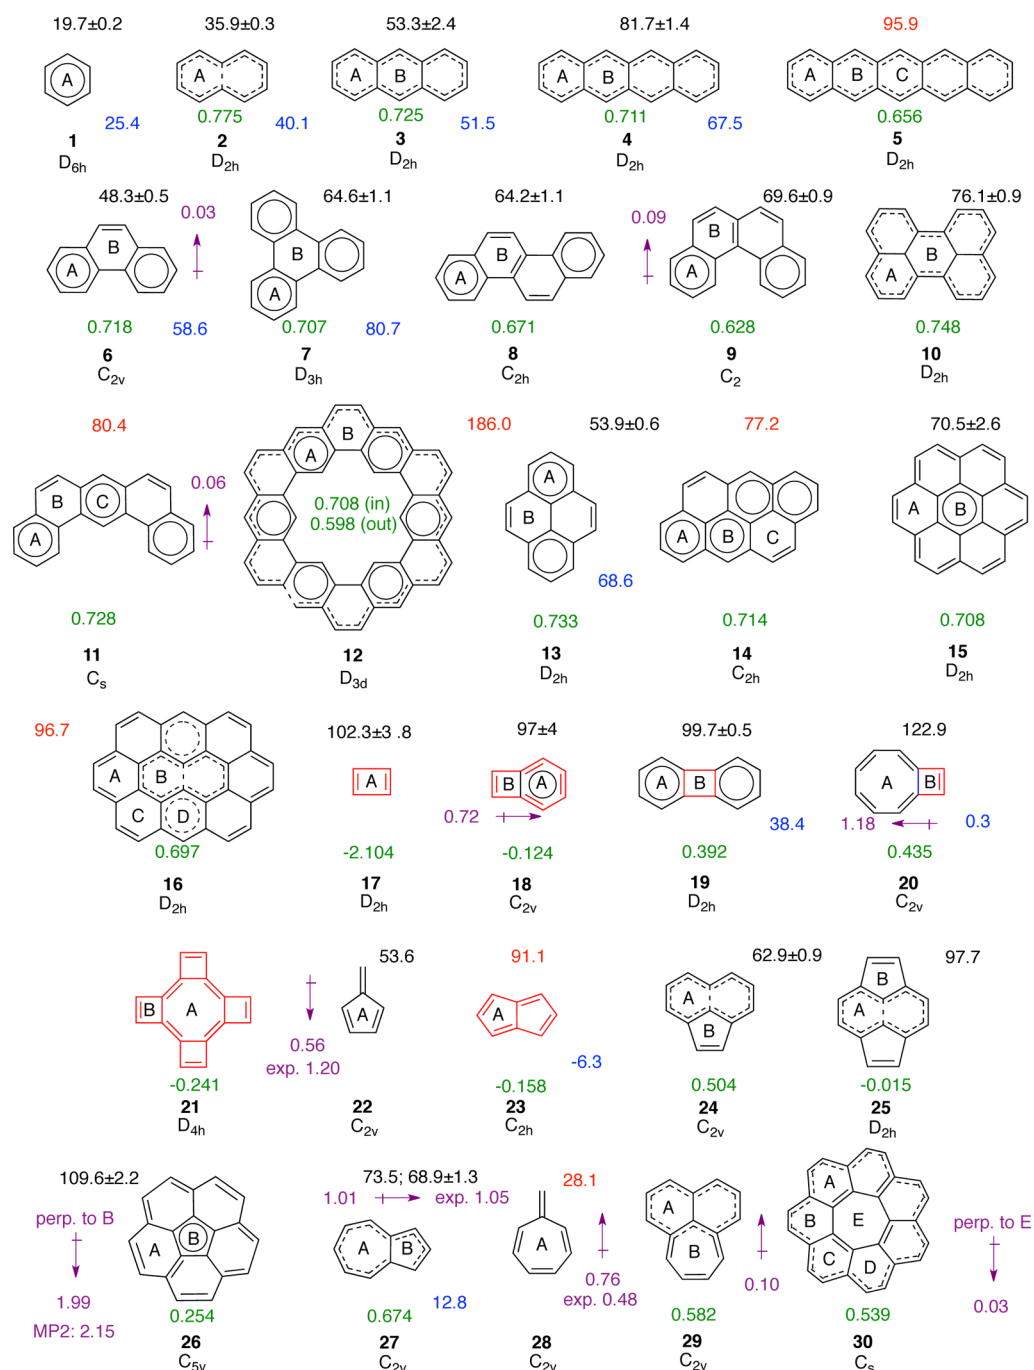 19.7±0.2 35.9±0.3 53.3±2.4 81.7±1.4 95.9
A A A B A B A B C
25.4 0.775 40.1 0.725 51.5 0.711 67.5 0.656
1 2 3 4 5
D6h D2h D2h D2h D2h
48.3±0.5 0.03 64.6±1.1 64.2±1.1 0.09 69.6±0.9 76.1±0.9
A B A B A B A B A B
0.718 58.6 0.707 80.7 0.671 0.628 0.748
6 7 8 9 10
C2v D3h C2h C2 D2h
80.4 186.0 53.9±0.6 77.2 70.5±2.6
A B C 0.06 A B A B A B C A B
0.708 (in)
0.598 (out)
68.6
0.728 0.733 0.714 0.708
11 12 13 14 15
Cs D3d D2h C2h D2h
96.7 102.3±3 .8 97±4 99.7±0.5 122.9
A B C D A B A A B A B
0.72 38.4 1.18 0.3
0.697 -2.104 -0.124 0.392 0.435
16 17 18 19 20
D2h D2h C2v D2h C2v
53.6 91.1 62.9±0.9 97.7
B A A A A B B A
0.56
exp. 1.20
-6.3
-0.241 -0.158 0.504 -0.015
21 22 23 24 25
D4h C2v C2h C2v D2h
109.6±2.2 73.5; 68.9±1.3 28.1
1.01 exp. 1.05
perp. to B perp. to E
A B A B A A B A B C D E
1.99 0.76 0.10 0.03
MP2: 2.15 exp. 0.48
0.254 0.674 12.8 0.582 0.539
26 27 28 29 30
C5v C2v C2v C2v Cs